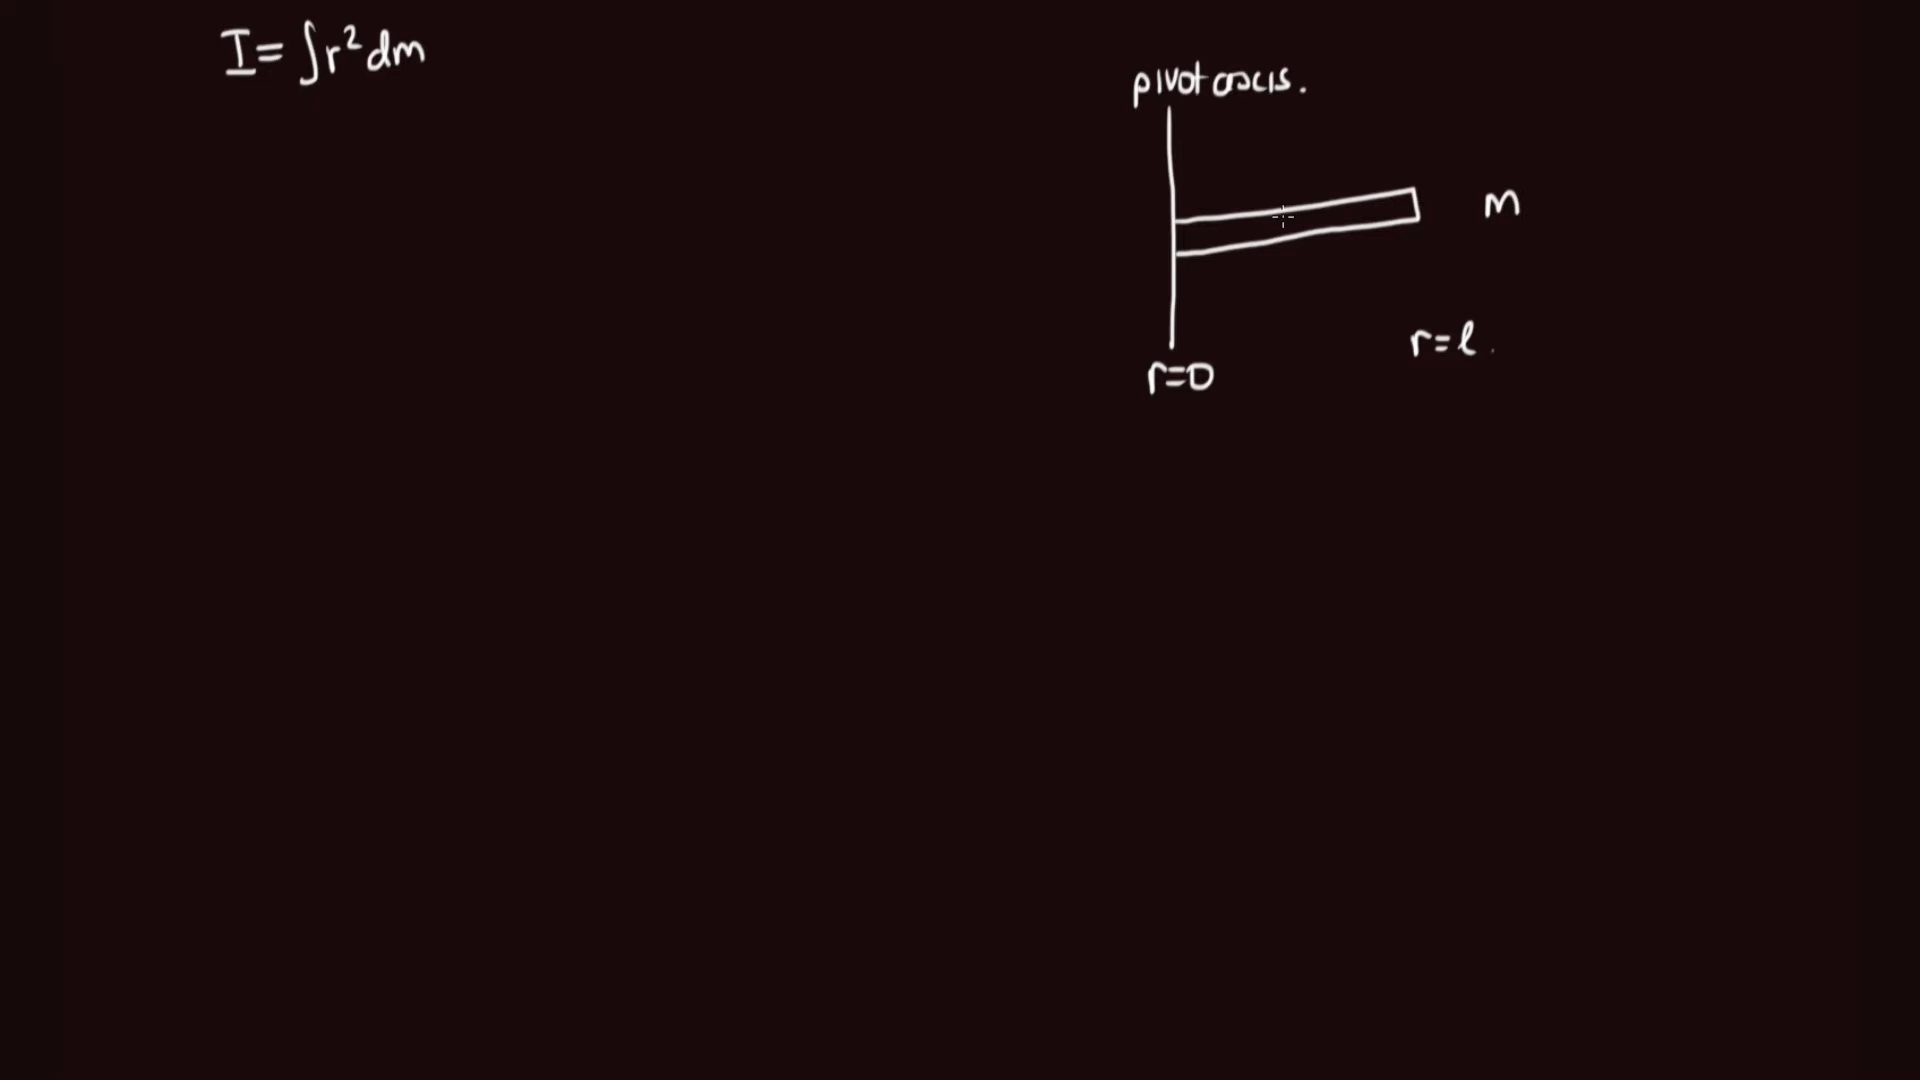 I = ∫r²dm
pivot axis.
m
r=l.
r=0